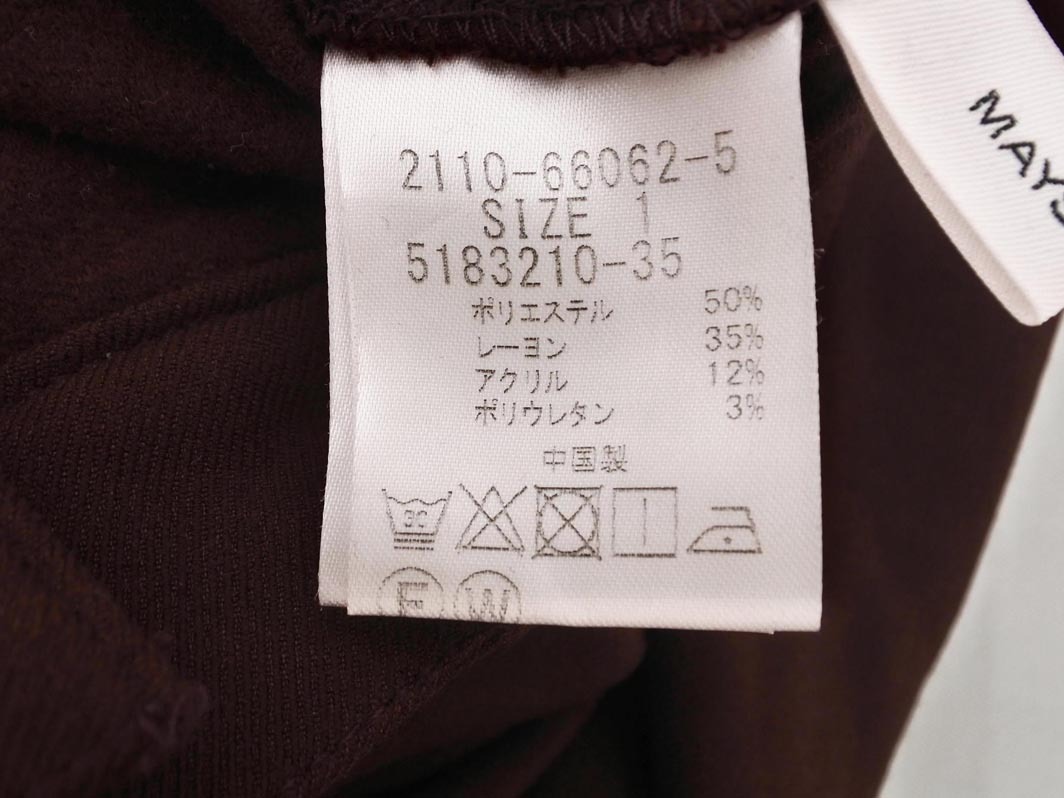 2110-66062-5
SIZE 1
5183210-35
ポリエステル 50%
レーヨン 35%
アクリル 12%
ポリウレタン 3%
中国製
30
F W